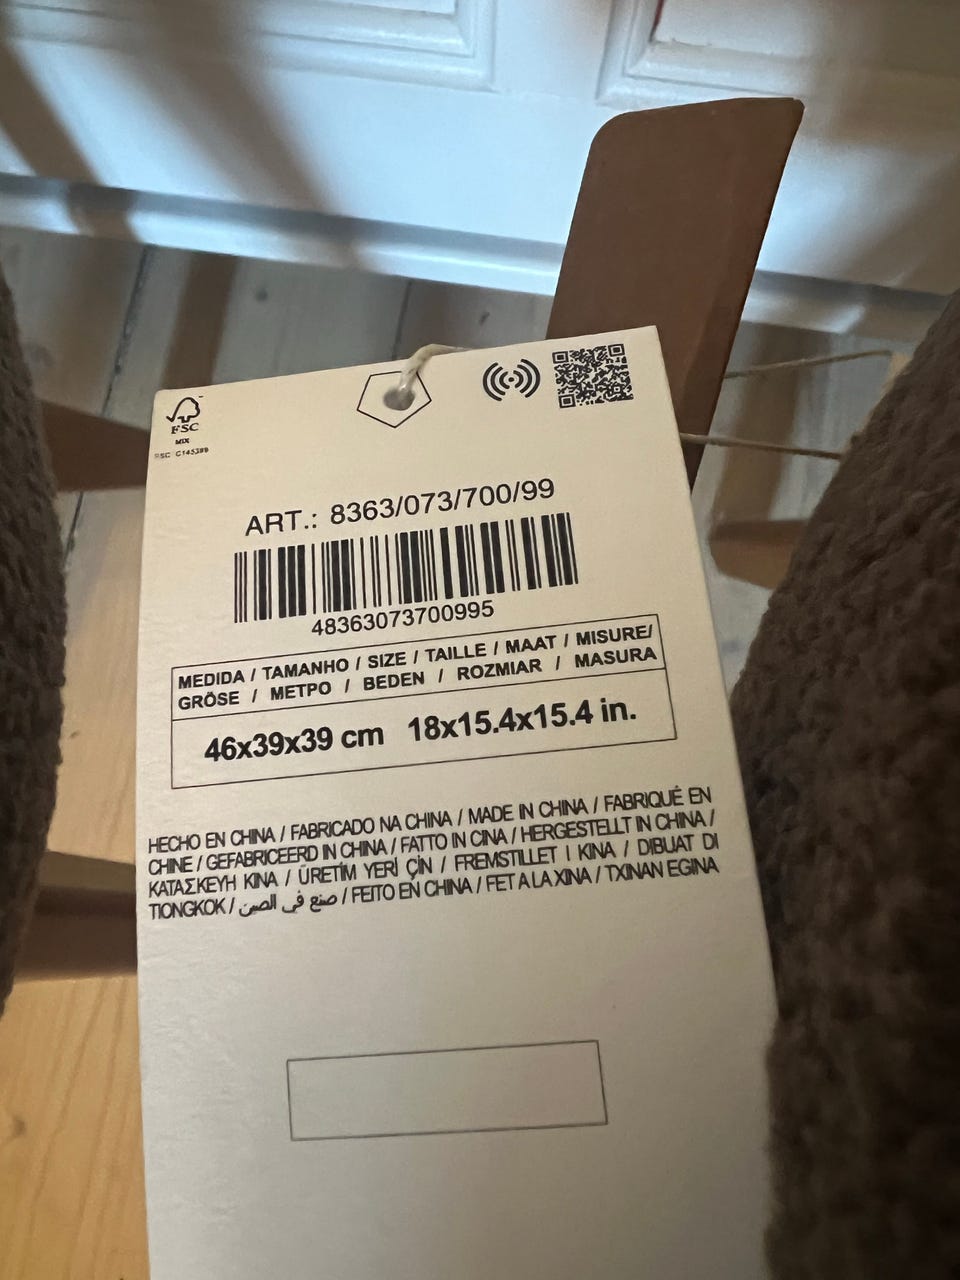 FSC™
MIX
FSC C145389
ART.: 8363/073/700/99
48363073700995
MEDIDA / TAMANHO / SIZE / TAILLE / MAAT / MISURE/
GRÖSE / ΜΕΤΡΟ / BEDEN / ROZMIAR / MASURA
46x39x39 cm 18x15.4x15.4 in.
HECHO EN CHINA / FABRICADO NA CHINA / MADE IN CHINA / FABRIQUÉ EN
CHINE / GEFABRICEERD IN CHINA / FATTO IN CINA / HERGESTELLT IN CHINA /
ΚΑΤΑΣΚΕΥΗ ΚΙΝΑ / ÜRETİM YERİ ÇİN / FREMSTILLET I KINA / DIBUAT DI
TIONGKOK / صنع في الصين / FEITO EN CHINA / FET A LA XINA / TXINAN EGINA